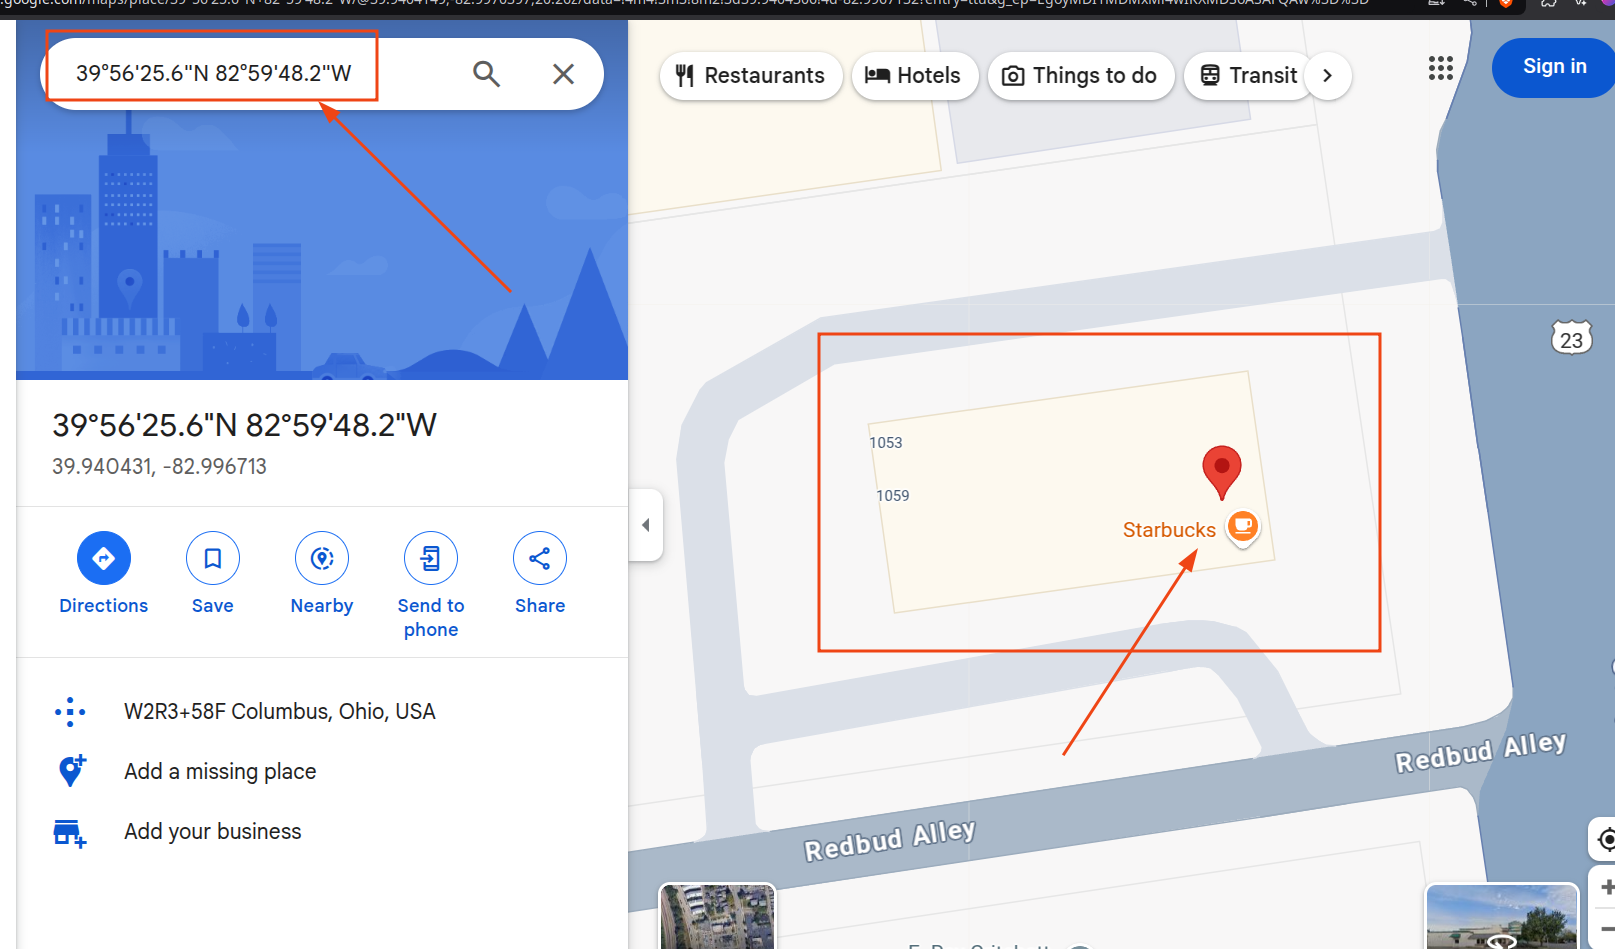 39°56'25.6"N 82°59'48.2"W
Restaurants
Hotels
Things to do
Transit
Sign in
39°56'25.6"N 82°59'48.2"W
39.940431, -82.996713
Directions
Save
Nearby
Send to
phone
Share
W2R3+58F Columbus, Ohio, USA
Add a missing place
Add your business
23
1053
1059
Starbucks
Redbud Alley
Redbud Alley